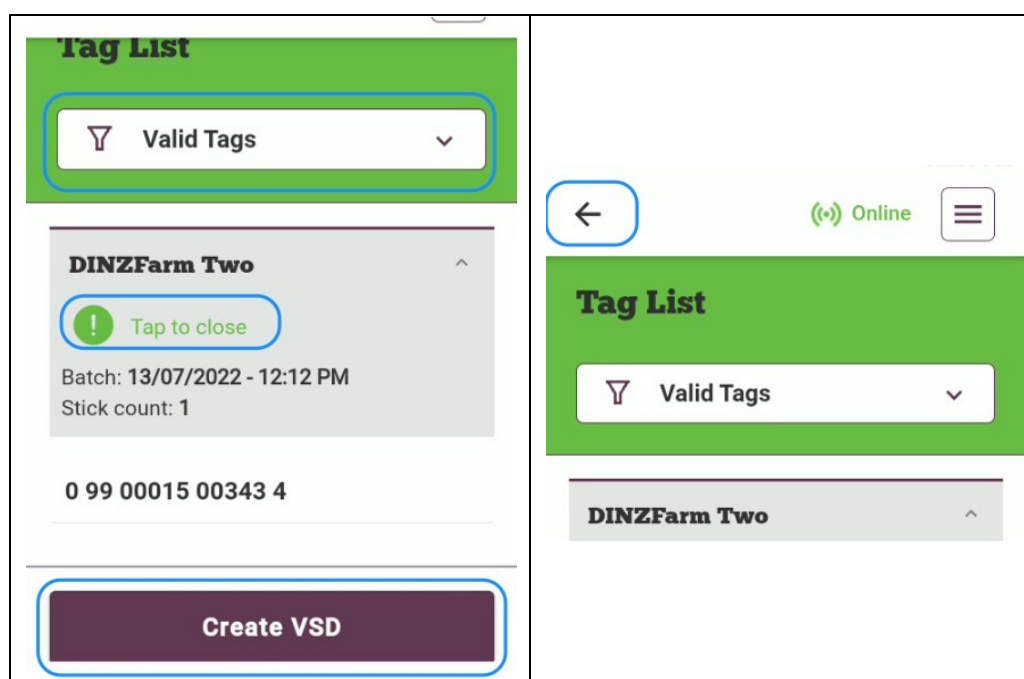 Tag List
Valid Tags
DINZFarm Two
! Tap to close
Batch: 13/07/2022 - 12:12 PM
Stick count: 1
0 99 00015 00343 4
Create VSD
Online
Tag List
Valid Tags
DINZFarm Two